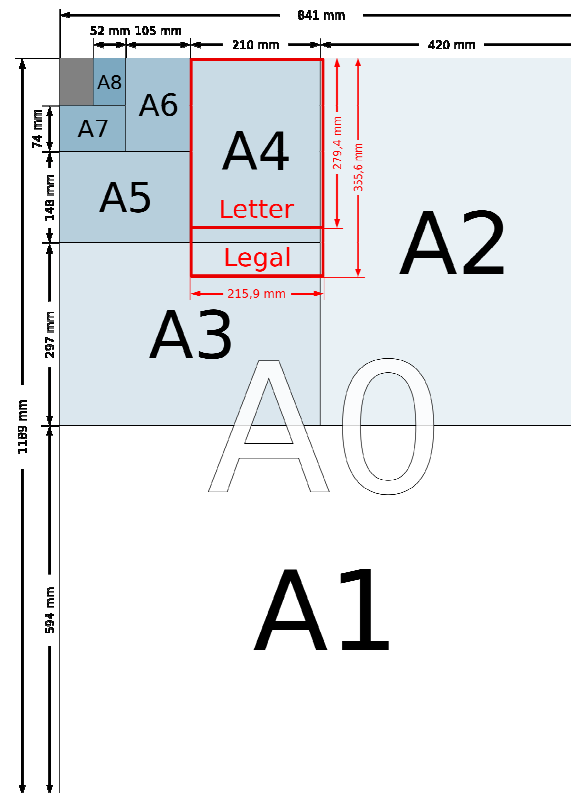 841 mm
52 mm 105 mm
210 mm
420 mm
A8
A6
A7
A4
74 mm
279,4 mm
355,6 mm
A5
148 mm
Letter
A2
Legal
215,9 mm
A3
297 mm
A0
1189 mm
A1
594 mm